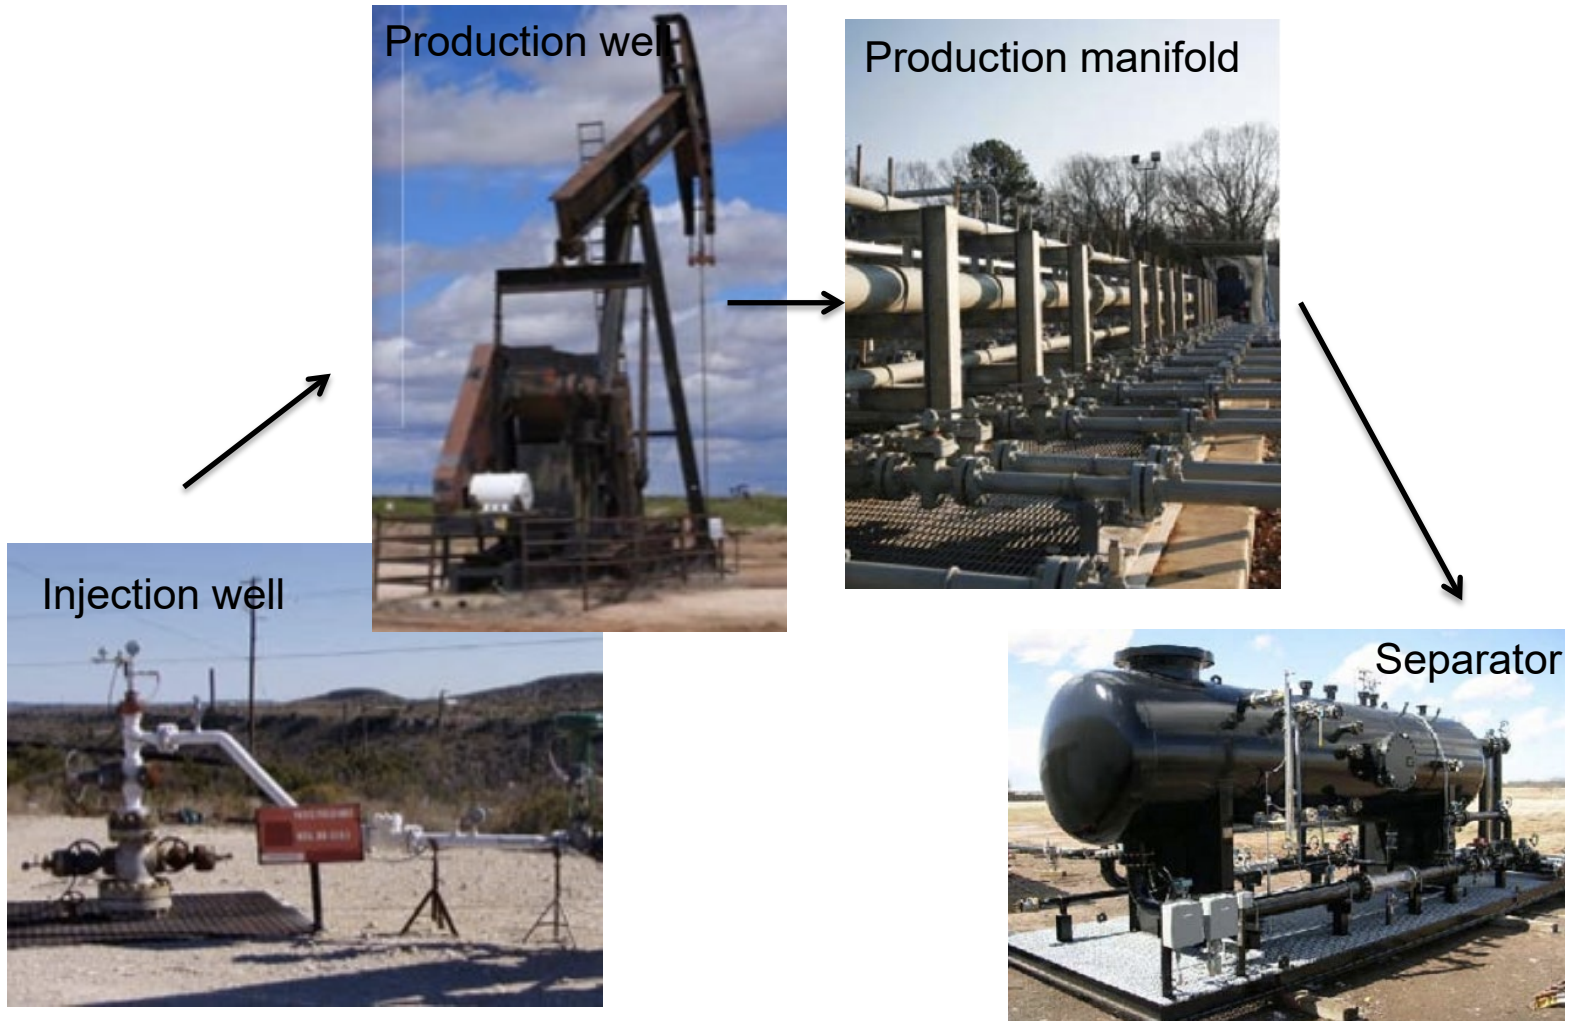 Production well
Production manifold
Injection well
Separator